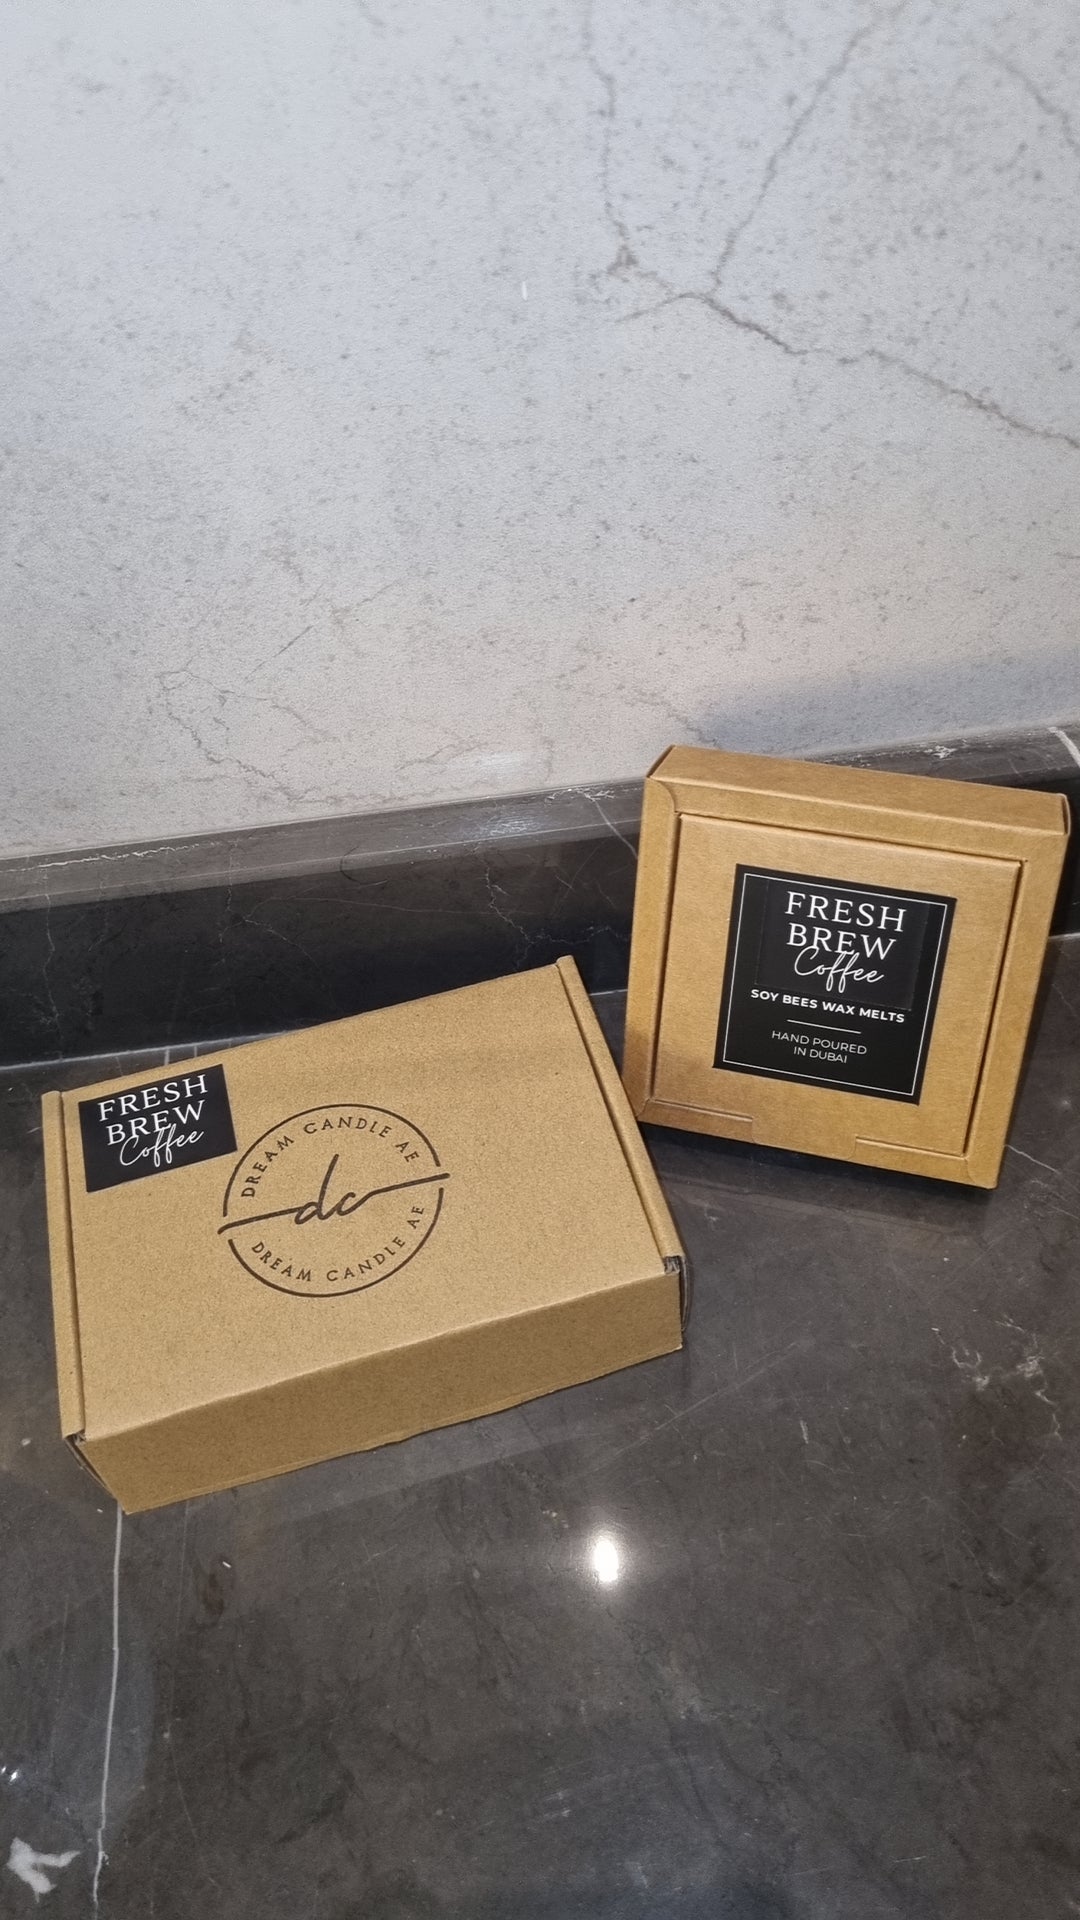 FRESH
BREW
Coffee
DREAM CANDLE AE
dc
DREAM CANDLE AE
FRESH
BREW
Coffee
SOY BEES WAX MELTS
HAND POURED
IN DUBAI